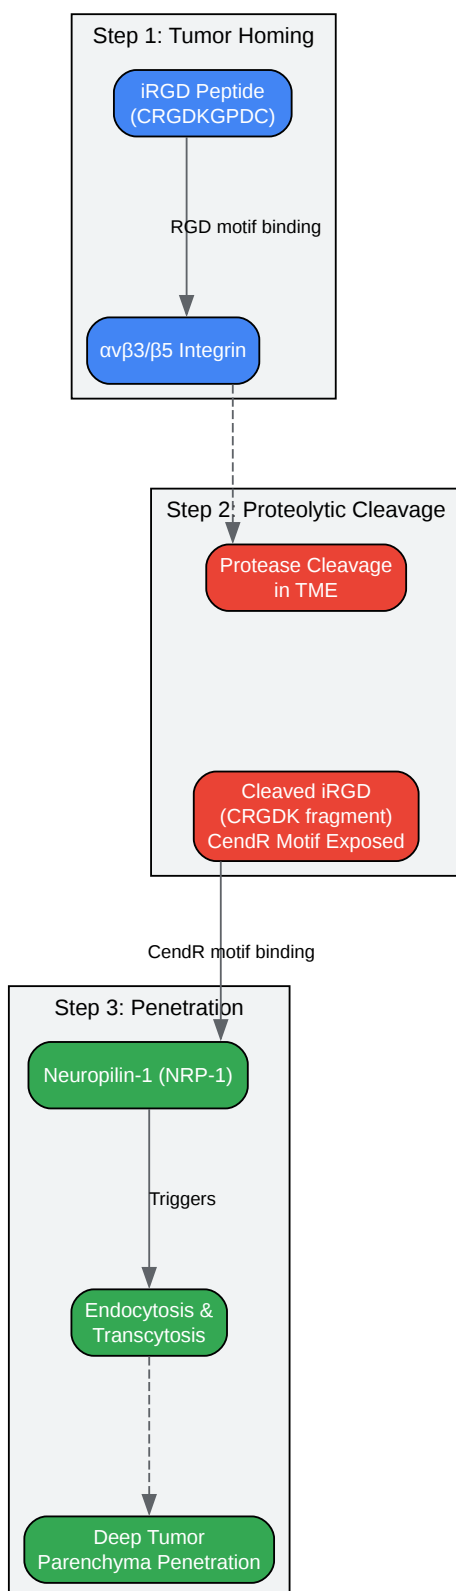 Step 1: Tumor Homing
iRGD Peptide
(CRGDKGPDC)
RGD motif binding
αvβ3/β5 Integrin
Step 2: Proteolytic Cleavage
Protease Cleavage
in TME
Cleaved iRGD
(CRGDK fragment)
CendR Motif Exposed
CendR motif binding
Step 3: Penetration
Neuropilin-1 (NRP-1)
Triggers
Endocytosis &
Transcytosis
Deep Tumor
Parenchyma Penetration